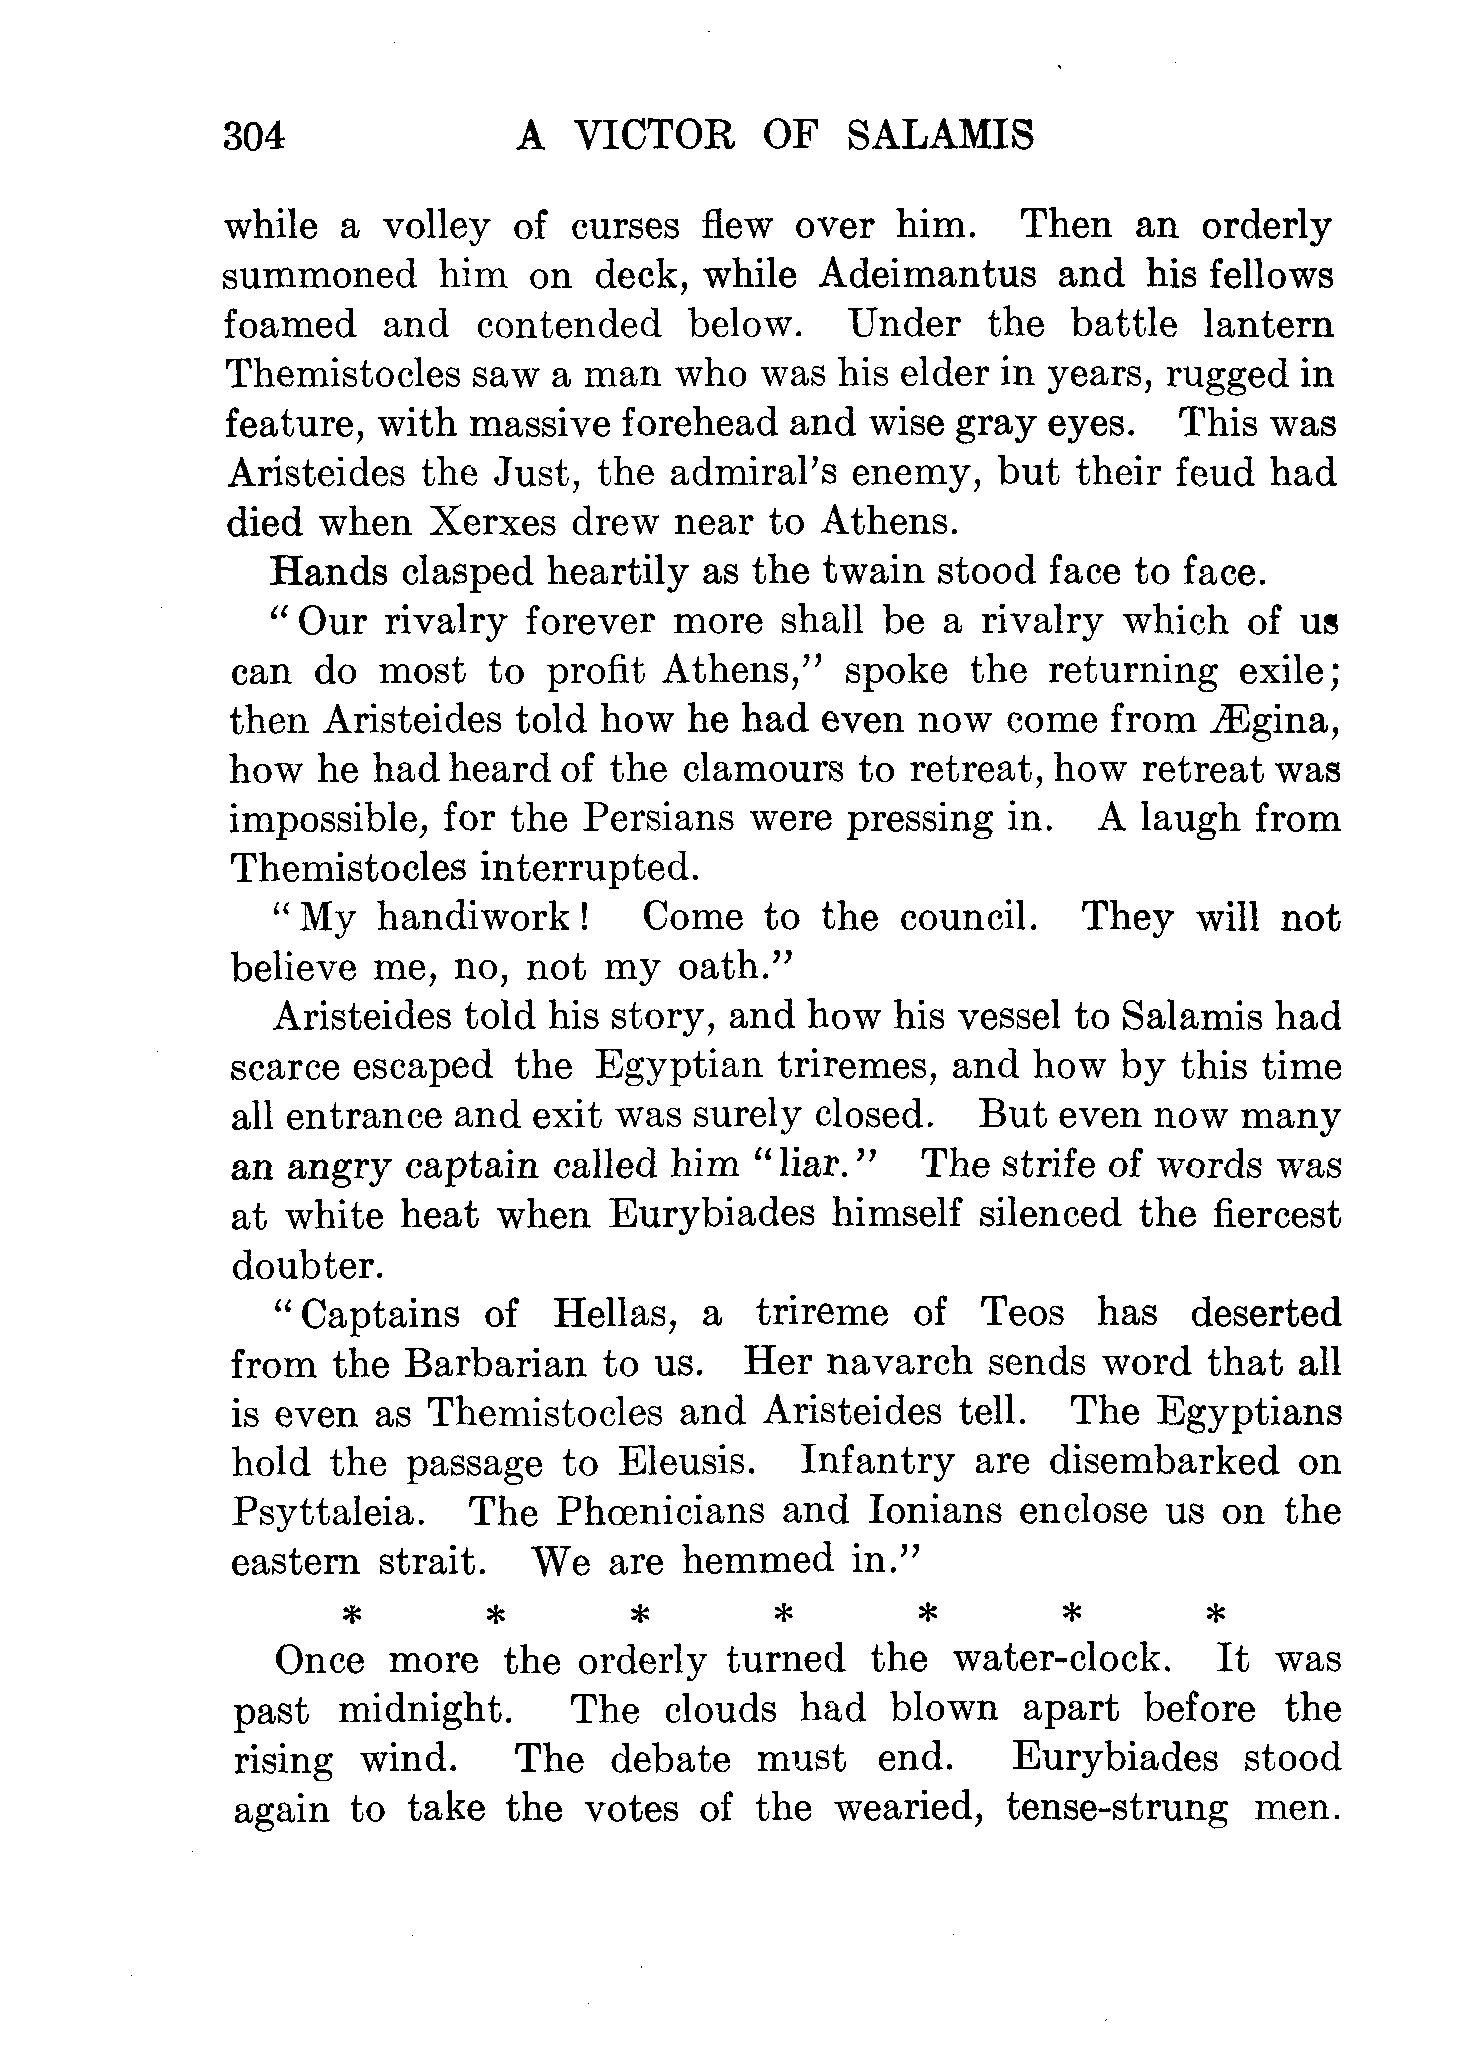 304 A VICTOR OF SALAMIS
while a volley of curses flew over him. Then an orderly
summoned him on deck, while Adeimantus and his fellows
foamed and contended below. Under the battle lantern
Themistocles saw a man who was his elder in years, rugged in
feature, with massive forehead and wise gray eyes. This was
Aristeides the Just, the admiral's enemy, but their feud had
died when Xerxes drew near to Athens.
Hands clasped heartily as the twain stood face to face.
"Our rivalry forever more shall be a rivalry which of us
can do most to profit Athens," spoke the returning exile;
then Aristeides told how he had even now come from Ægina,
how he had heard of the clamours to retreat, how retreat was
impossible, for the Persians were pressing in. A laugh from
Themistocles interrupted.
"My handiwork! Come to the council. They will not
believe me, no, not my oath."
Aristeides told his story, and how his vessel to Salamis had
scarce escaped the Egyptian triremes, and how by this time
all entrance and exit was surely closed. But even now many
an angry captain called him "liar." The strife of words was
at white heat when Eurybiades himself silenced the fiercest
doubter.
"Captains of Hellas, a trireme of Teos has deserted
from the Barbarian to us. Her navarch sends word that all
is even as Themistocles and Aristeides tell. The Egyptians
hold the passage to Eleusis. Infantry are disembarked on
Psyttaleia. The Phœnicians and Ionians enclose us on the
eastern strait. We are hemmed in."
* * * * * * *
Once more the orderly turned the water-clock. It was
past midnight. The clouds had blown apart before the
rising wind. The debate must end. Eurybiades stood
again to take the votes of the wearied, tense-strung men.